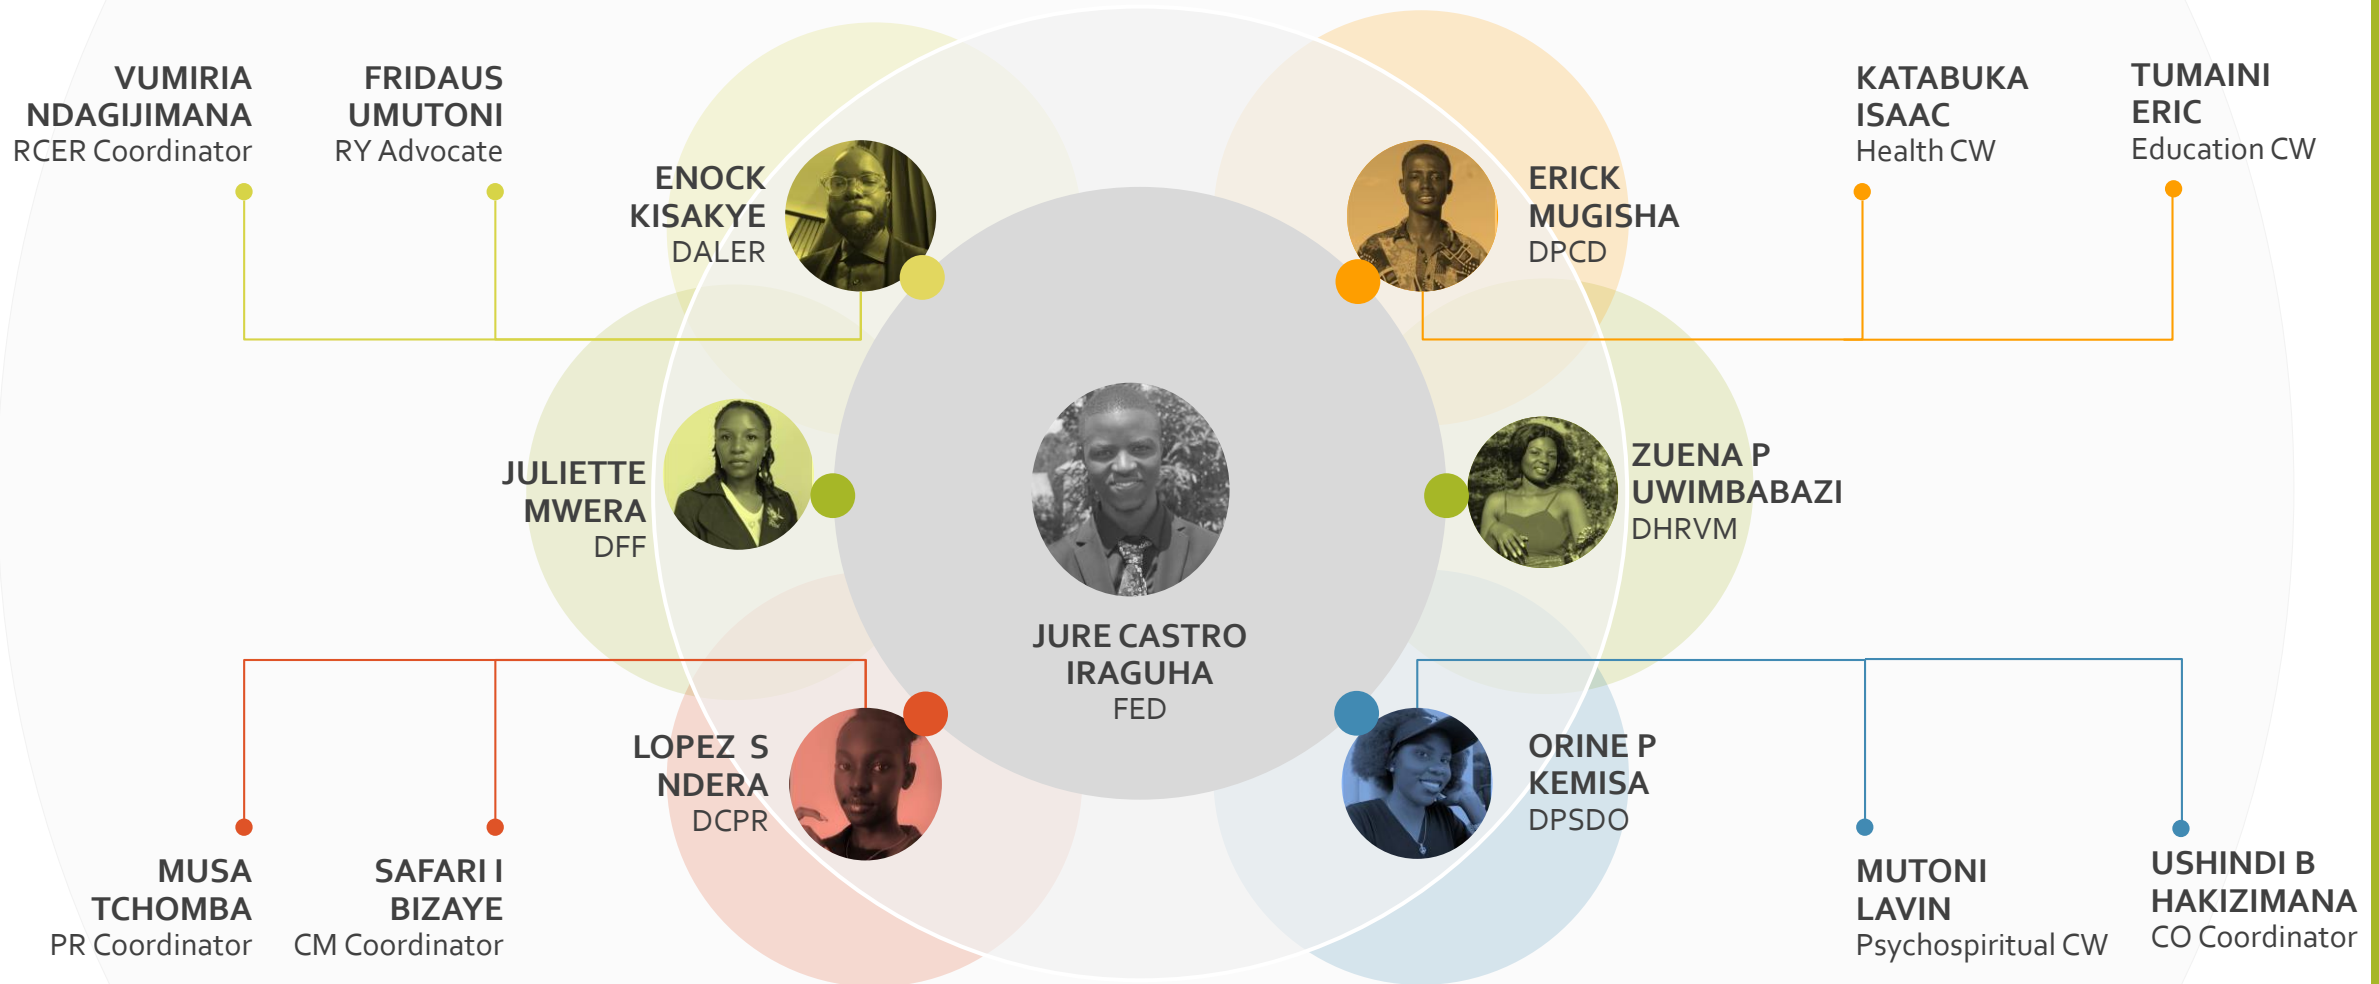 VUMIRIA
NDAGIJIMANA
RCER Coordinator
FRIDAUS
UMUTONI
RY Advocate
ENOCK
KISAKYE
DALER
ERICK
MUGISHA
DPCD
KATABUKA
ISAAC
Health CW
TUMAINI
ERIC
Education CW
JULIETTE
MWERA
DFF
JURE CASTRO
IRAGUHA
FED
ZUENA P
UWIMBABAZI
DHRVM
LOPEZ S
NDERA
DCPR
ORINE P
KEMISA
DPSDO
MUSA
TCHOMBA
PR Coordinator
SAFARI I
BIZAYE
CM Coordinator
MUTONI
LAVIN
Psychospiritual CW
USHINDI B
HAKIZIMANA
CO Coordinator